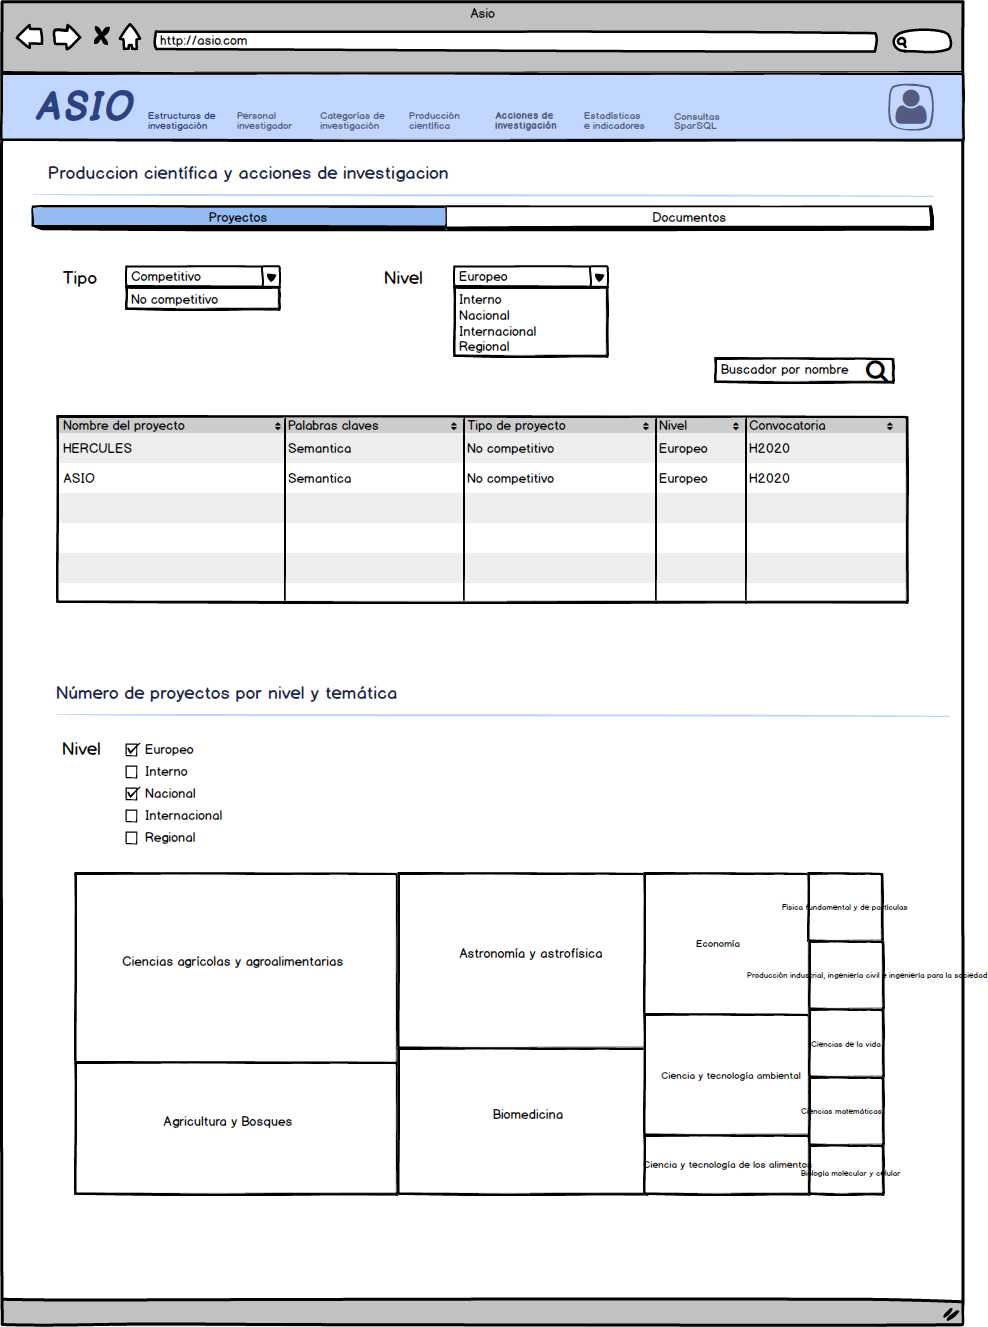 Asio
http://asio.com
ASIO
Estructuras de
investigación
Personal
investigador
Categorías de
investigación
Producción
científica
Acciones de
investigación
Estadísticas
e indicadores
Consultas
SparSQL
Produccion científica y acciones de investigacion
Proyectos
Documentos
Tipo
Competitivo
No competitivo
Nivel
Europeo
Interno
Nacional
Internacional
Regional
Buscador por nombre
Nombre del proyecto Palabras claves Tipo de proyecto Nivel Convocatoria
HERCULES Semantica No competitivo Europeo H2020
ASIO Semantica No competitivo Europeo H2020
Número de proyectos por nivel y temática
Nivel
Europeo
Interno
Nacional
Internacional
Regional
Ciencias agrícolas y agroalimentarias
Agricultura y Bosques
Astronomía y astrofísica
Biomedicina
Economía
Ciencia y tecnología ambiental
Ciencia y tecnología de los alimentos
Física fundamental y de partículas
Producción industrial, ingeniería civil e ingeniería para la sociedad
Ciencias de la vida
Ciencias matemáticas
Biología molecular y celular